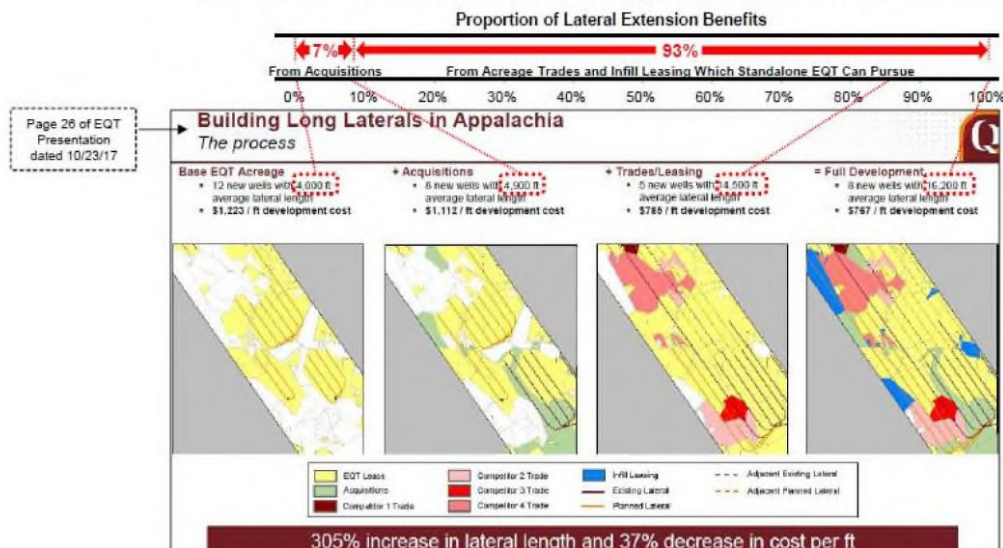 Proportion of Lateral Extension Benefits
7% 93%
From Acquisitions From Acreage Trades and Infill Leasing Which Standalone EQT Can Pursue
0% 10% 20% 30% 40% 50% 60% 70% 80% 90% 100%
Page 26 of EQT
Presentation
dated 10/23/17
Building Long Laterals in Appalachia
The process
Q
Base EQT Acreage
12 new wells with 4,000 ft
average lateral length
$1,223 / ft development cost
+ Acquisitions
6 new wells with 4,900 ft
average lateral length
$1,112 / ft development cost
+ Trades/Leasing
5 new wells with 14,500 ft
average lateral length
$785 / ft development cost
= Full Development
8 new wells with 16,200 ft
average lateral length
$767 / ft development cost
EQT Lease
Acquisitions
Competitor 1 Trade
Competitor 2 Trade
Competitor 3 Trade
Competitor 4 Trade
Infill Leasing
Existing Lateral
Planned Lateral
Adjacent Existing Lateral
Adjacent Planned Lateral
305% increase in lateral length and 37% decrease in cost per ft